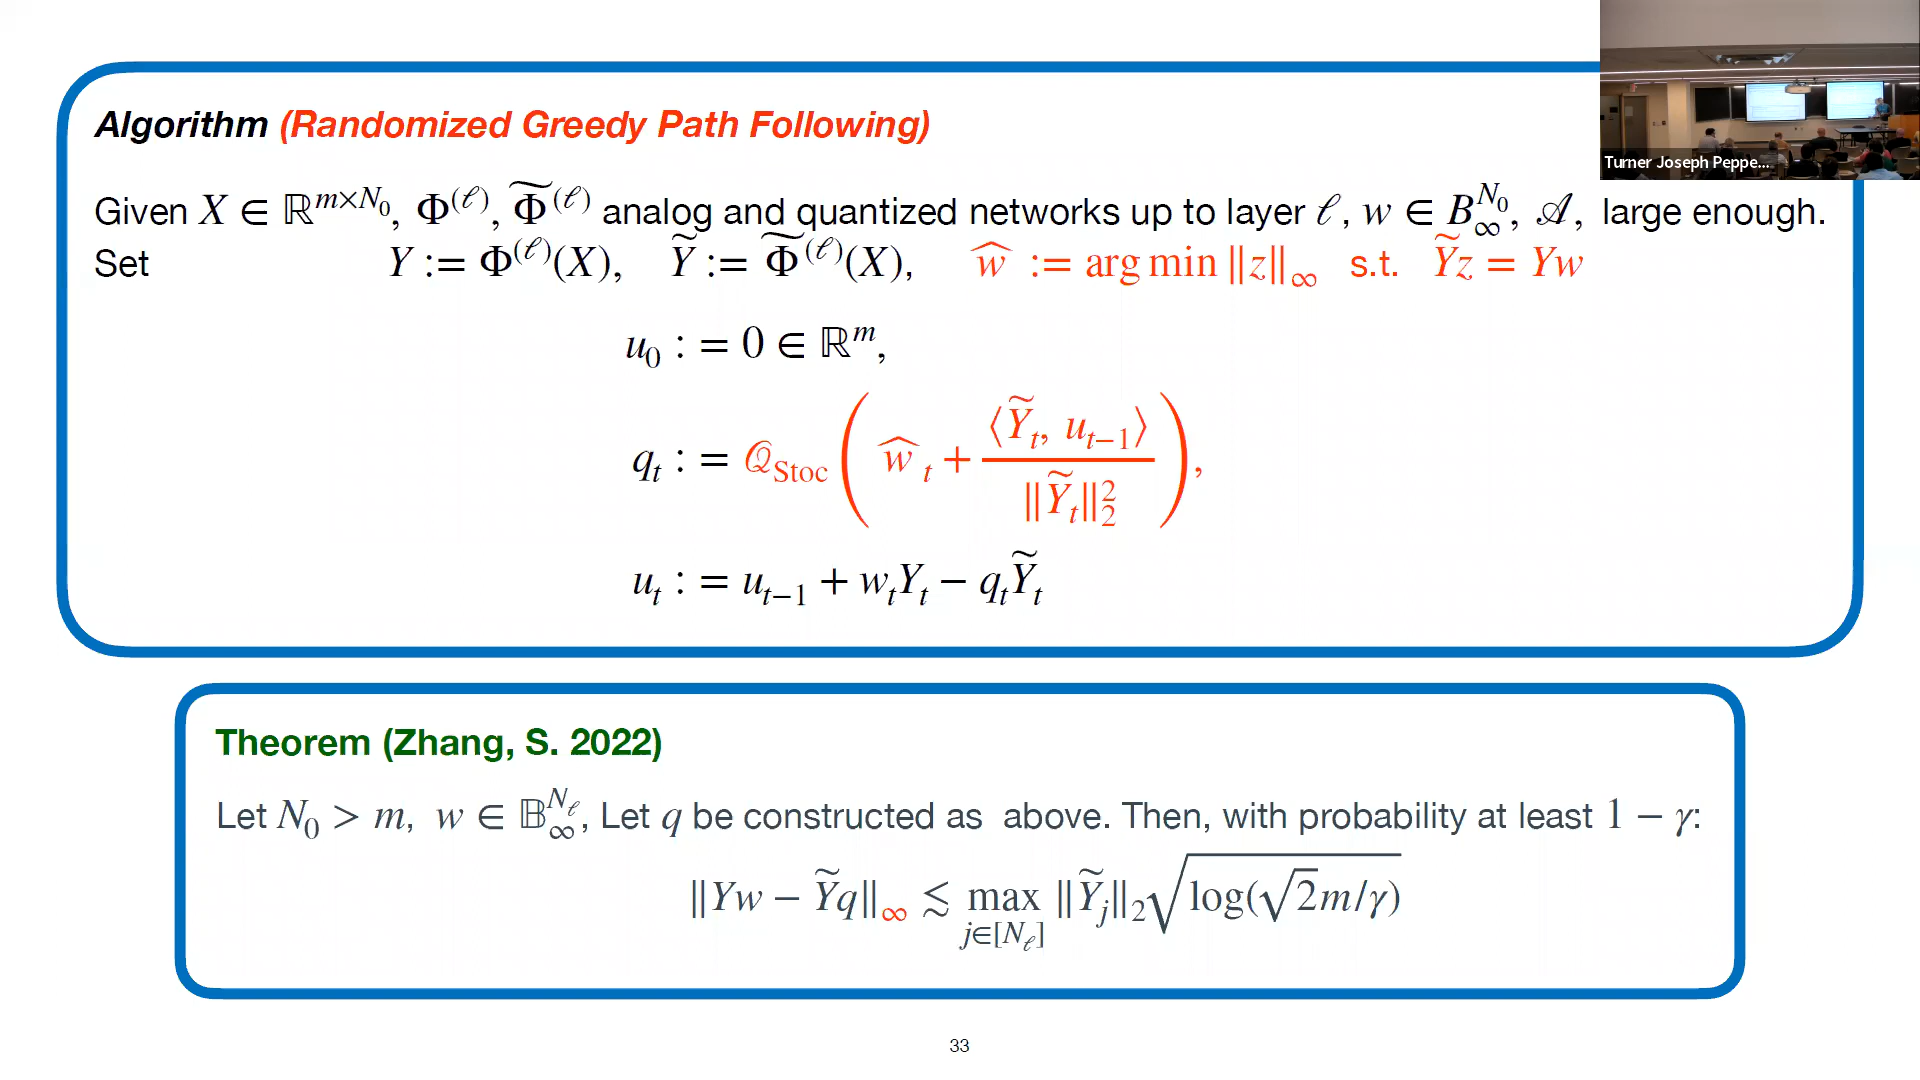 Algorithm (Randomized Greedy Path Following)
Given X ∈ ℝ^{m×N_0}, Φ^{(ℓ)}, Φ̃^{(ℓ)} analog and quantized networks up to layer ℓ, w ∈ B_∞^{N_0}, 𝒜, large enough.
Set Y := Φ^{(ℓ)}(X), Ỹ := Φ̃^{(ℓ)}(X), ŵ := arg min ‖z‖_∞ s.t. Ỹz = Yw
u_0 := 0 ∈ ℝ^m,
q_t := 𝒬_Stoc ( ŵ_t + ⟨Ỹ_t, u_{t−1}⟩ / ‖Ỹ_t‖_2^2 ),
u_t := u_{t−1} + w_t Y_t − q_t Ỹ_t
Theorem (Zhang, S. 2022)
Let N_0 > m, w ∈ 𝔹_∞^{N_ℓ}, Let q be constructed as above. Then, with probability at least 1 − γ:
‖Yw − Ỹq‖_∞ ≲ max_{j∈[N_ℓ]} ‖Ỹ_j‖_2 √(log(√2 m/γ))
33
Turner Joseph Peppe...